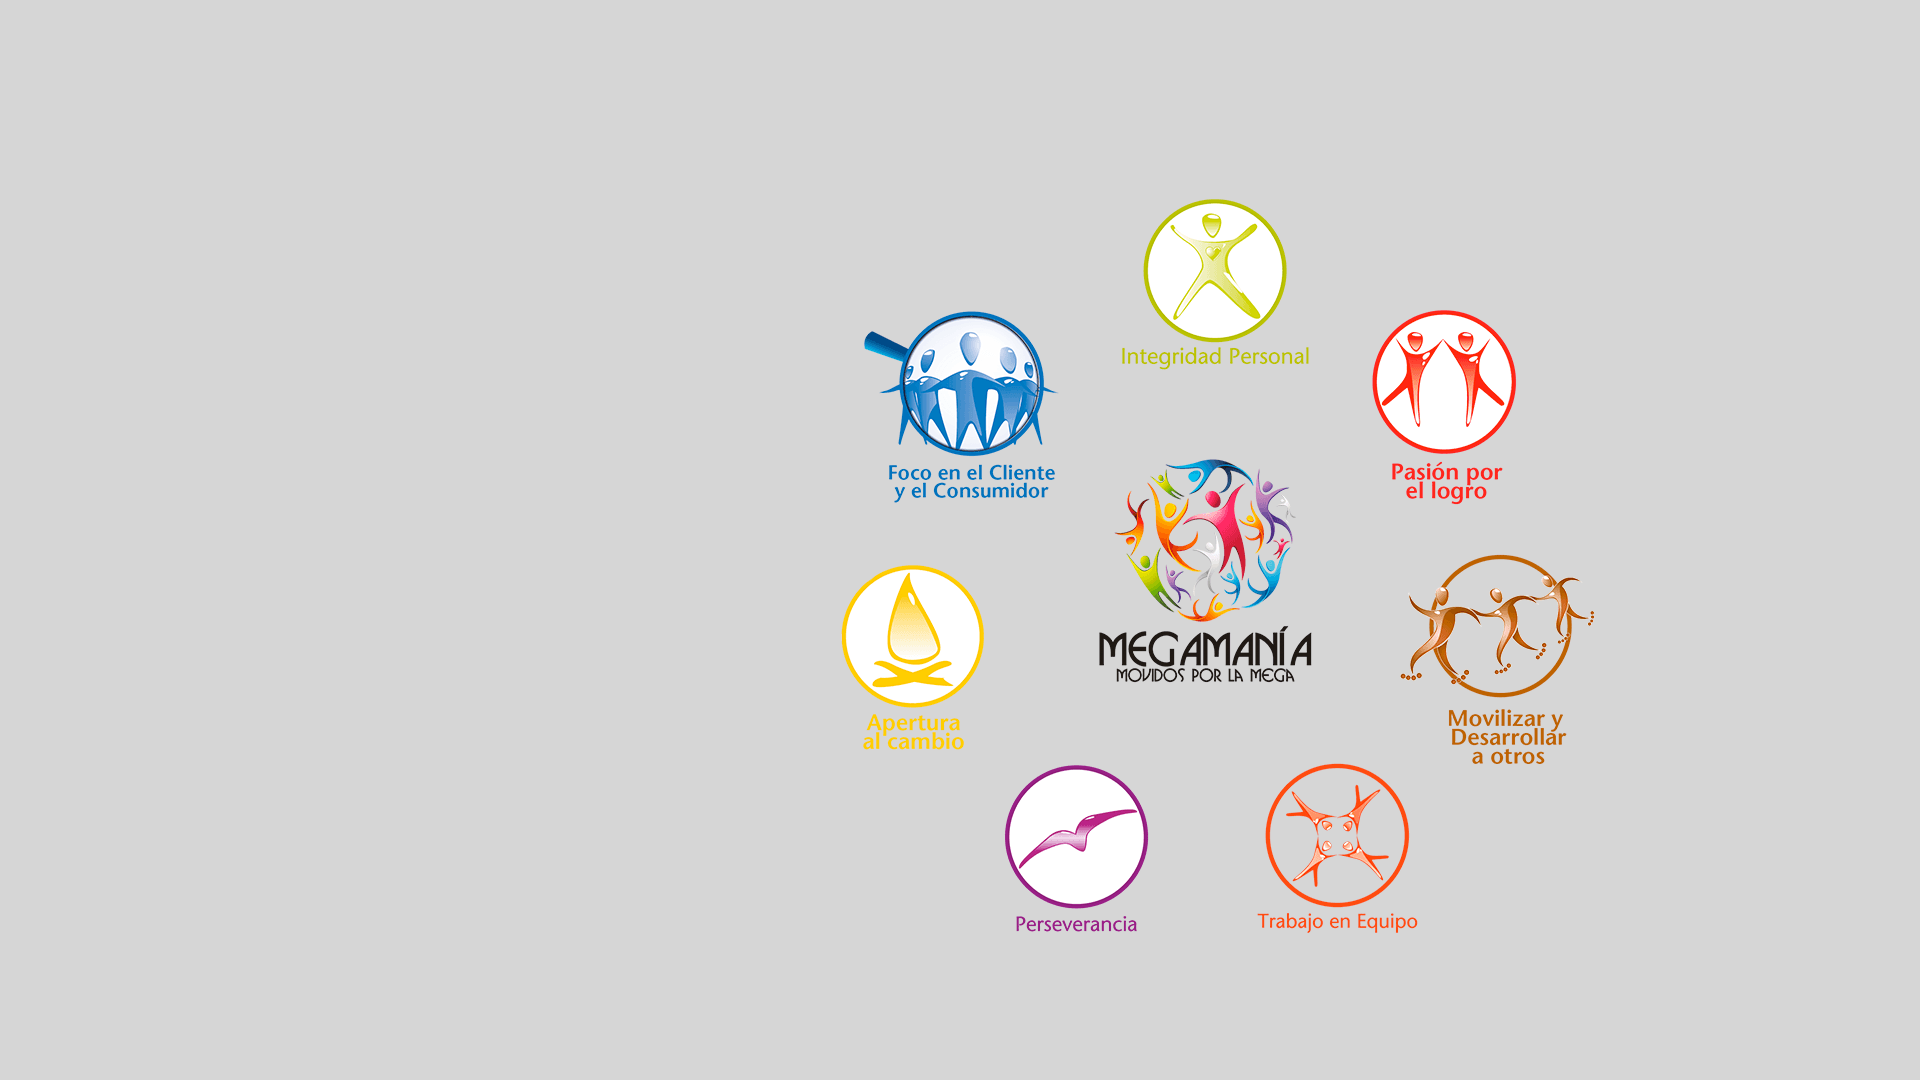 Integridad Personal
Foco en el Cliente
y el Consumidor
Pasión por
el logro
MEGAMANÍA
MOVIDOS POR LA MEGA
Apertura
al cambio
Movilizar y
Desarrollar
a otros
Perseverancia
Trabajo en Equipo